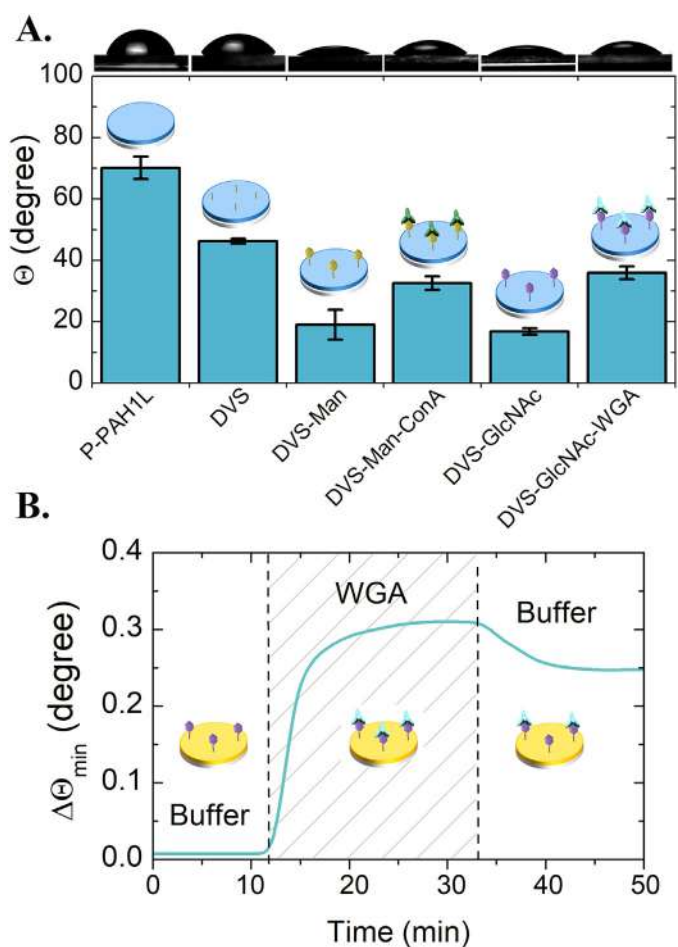 A.
100
80
60
40
20
0
Θ (degree)
P-PAH1L
DVS
DVS-Man
DVS-Man-ConA
DVS-GlcNAc
DVS-GlcNAc-WGA
B.
0.4
0.3
0.2
0.1
0.0
ΔΘmin (degree)
WGA
Buffer
Buffer
0 10 20 30 40 50
Time (min)